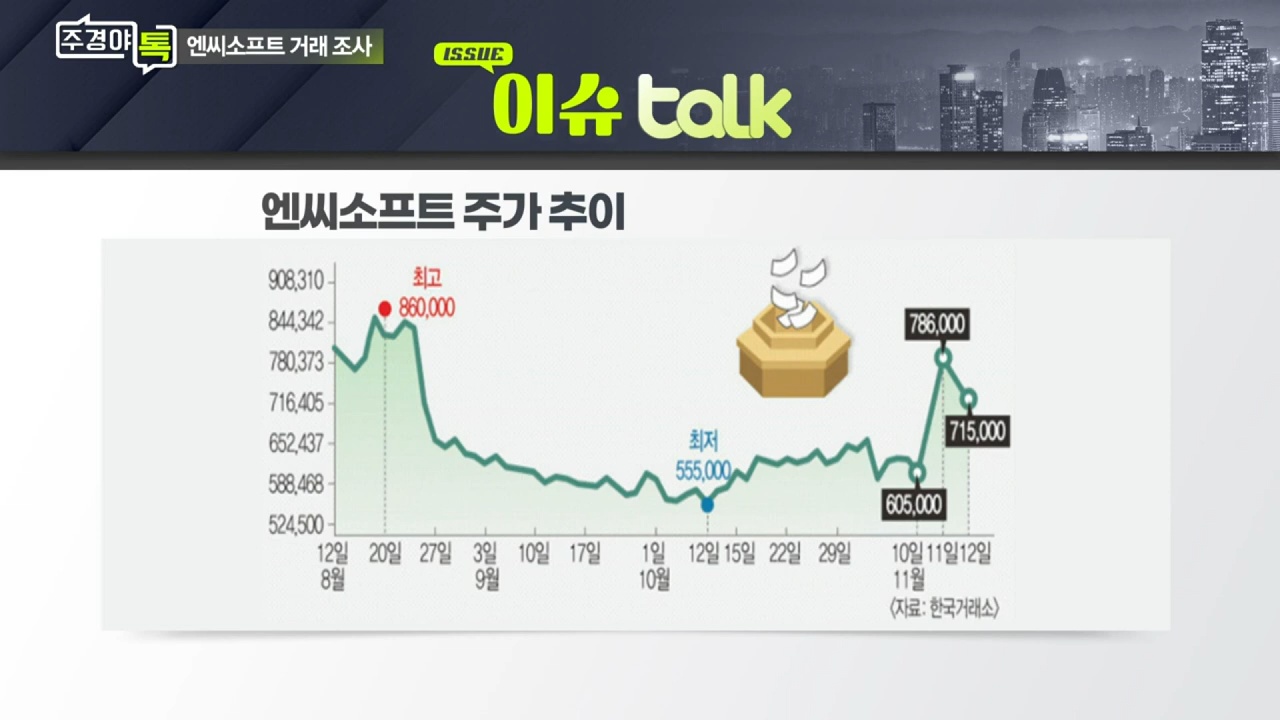 주경야톡
엔씨소프트 거래 조사
ISSUE
이슈 talk
엔씨소프트 주가 추이
908,310
844,342
780,373
716,405
652,437
588,468
524,500
최고
860,000
최저
555,000
786,000
715,000
605,000
12일 20일 27일 3일 10일 17일 1일 12일 15일 22일 29일 10일 11일 12일
8월 9월 10월 11월
〈자료: 한국거래소〉